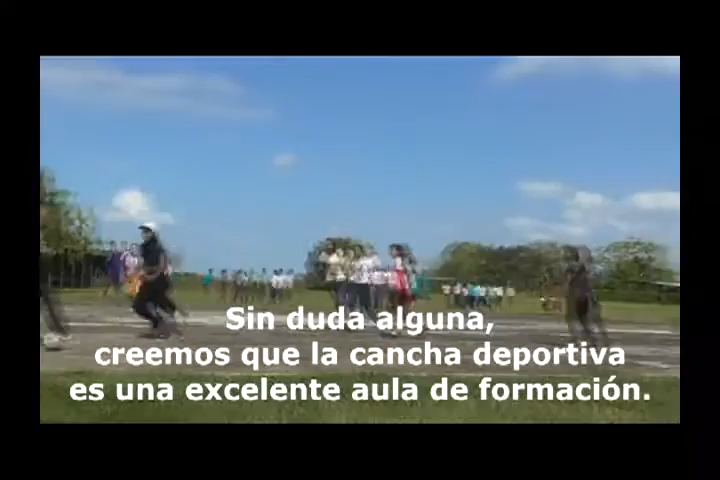 Sin duda alguna,
creemos que la cancha deportiva
es una excelente aula de formación.